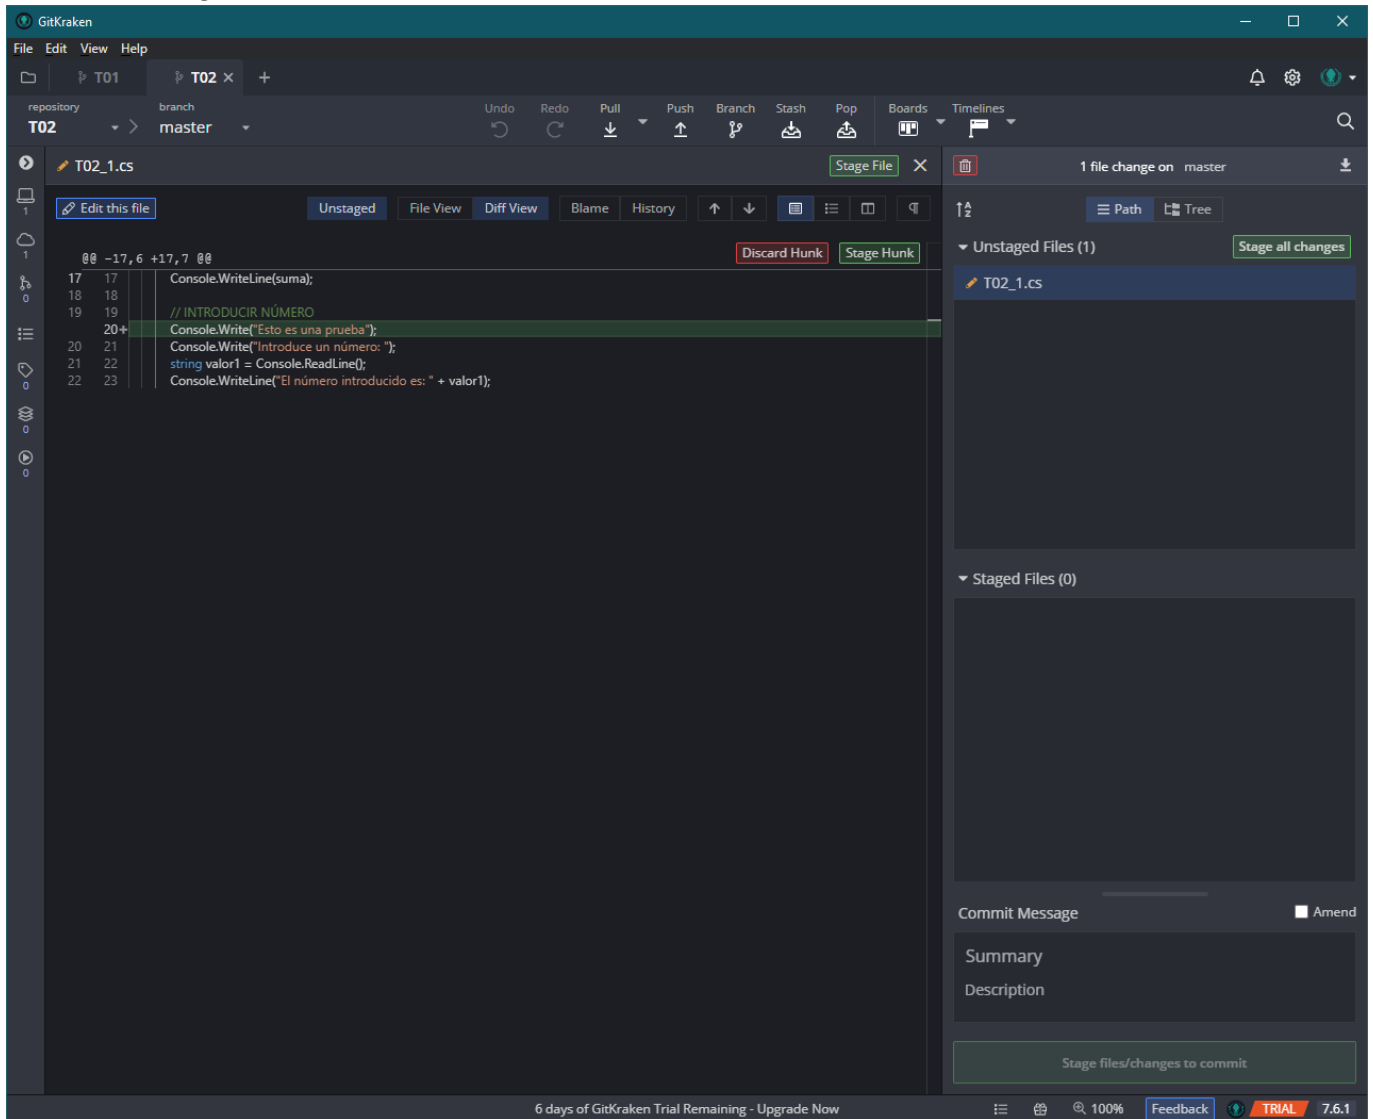 GitKraken
File Edit View Help
T01 T02 × +
repository branch Undo Redo Pull Push Branch Stash Pop Boards Timelines
T02 master
T02_1.cs Stage File 1 file change on master
1 Edit this file Unstaged File View Diff View Blame History Path Tree
1 @@ -17,6 +17,7 @@ Discard Hunk Stage Hunk Unstaged Files (1) Stage all changes
17 17 Console.WriteLine(suma); T02_1.cs
0 18 18
19 19 // INTRODUCIR NÚMERO
20+ Console.Write("Esto es una prueba");
20 21 Console.Write("Introduce un número: ");
21 22 string valor1 = Console.ReadLine();
0 22 23 Console.WriteLine("El número introducido es: " + valor1);
0
0
Staged Files (0)
Commit Message Amend
Summary
Description
Stage files/changes to commit
6 days of GitKraken Trial Remaining - Upgrade Now 100% Feedback TRIAL 7.6.1